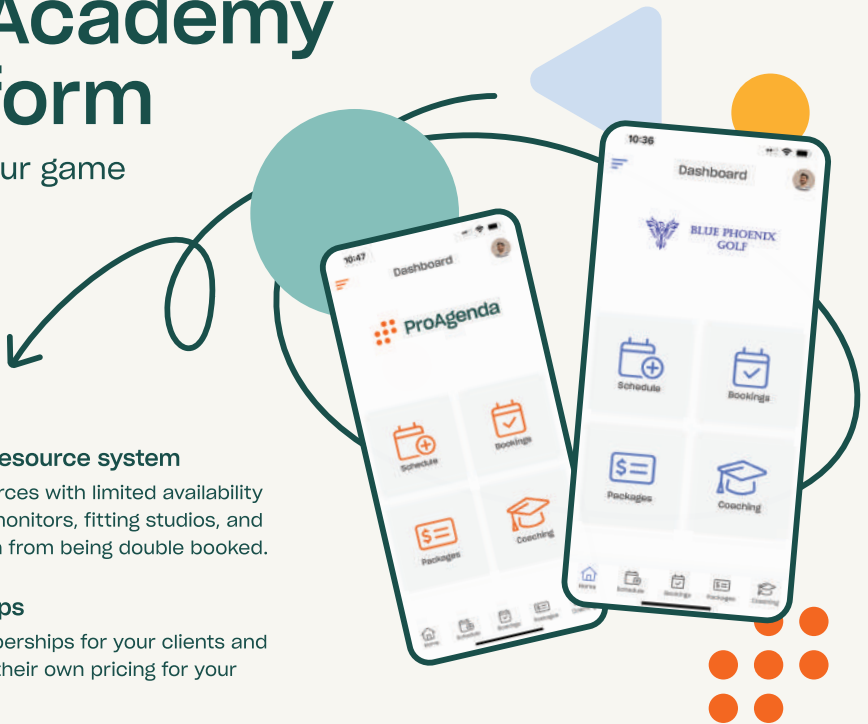 Academy
form
ur game
esource system
rces with limited availability
monitors, fitting studios, and
n from being double booked.
ps
berships for your clients and
their own pricing for your
10:47
Dashboard
ProAgenda
Schedule
Bookings
Packages
Coaching
Home
Schedule
Bookings
Packages
10:36
Dashboard
BLUE PHOENIX
GOLF
Schedule
Bookings
Packages
Coaching
Home
Schedule
Bookings
Packages
Coaching